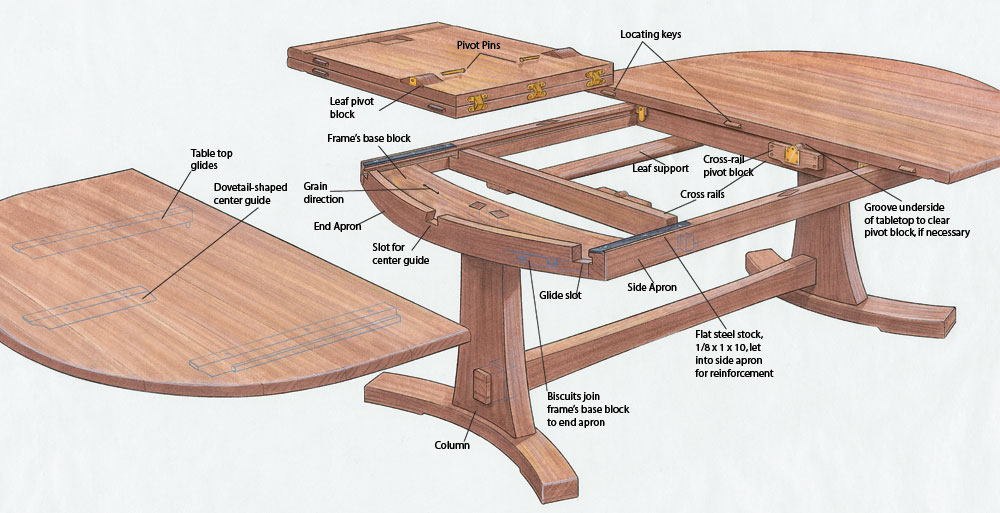 Locating keys
Pivot Pins
Leaf pivot
block
Frame's base block
Table top
glides
Dovetail-shaped
center guide
Grain
direction
End Apron
Slot for
center guide
Leaf support
Cross-rail
pivot block
Cross rails
Groove underside
of tabletop to clear
pivot block, if necessary
Glide slot
Side Apron
Flat steel stock,
1/8 x 1 x 10, let
into side apron
for reinforcement
Biscuits join
frame's base block
to end apron
Column